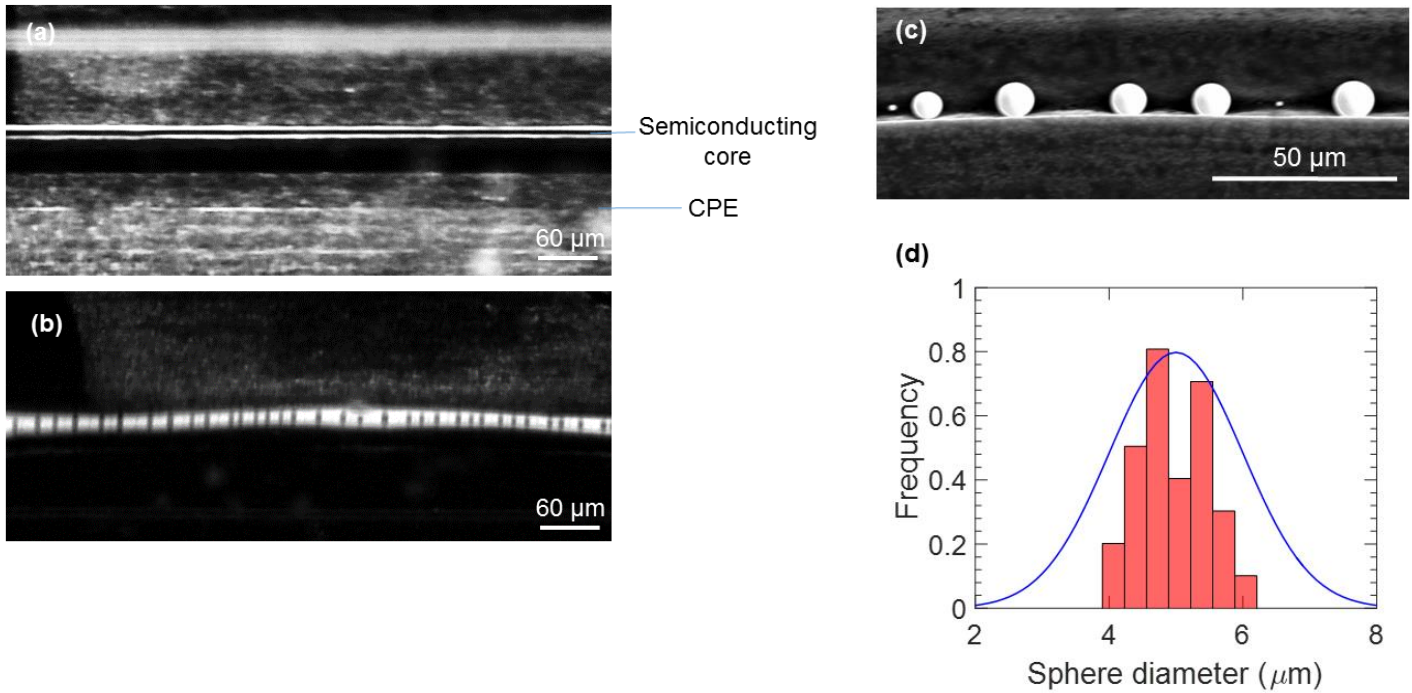 (a)
Semiconducting
core
CPE
60 µm
(b)
60 µm
(c)
50 µm
(d)
1
0.8
0.6
0.4
0.2
0
Frequency
2
4
6
8
Sphere diameter (μm)